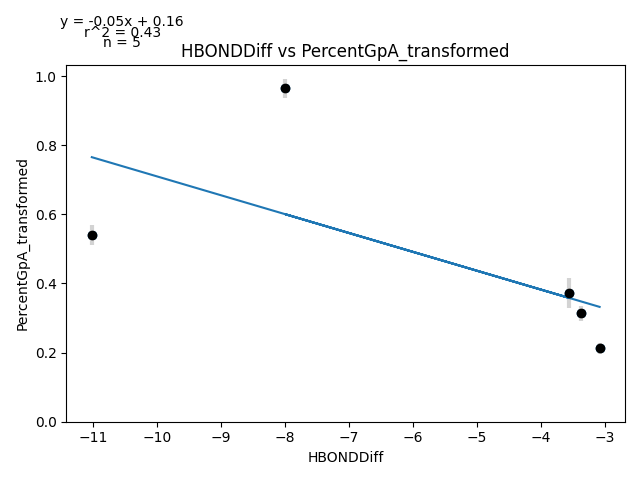 y = -0.05x + 0.16
r^2 = 0.43
n = 5
HBONDDiff vs PercentGpA_transformed
PercentGpA_transformed
1.0
0.8
0.6
0.4
0.2
0.0
−11
−10
−9
−8
−7
−6
−5
−4
−3
HBONDDiff